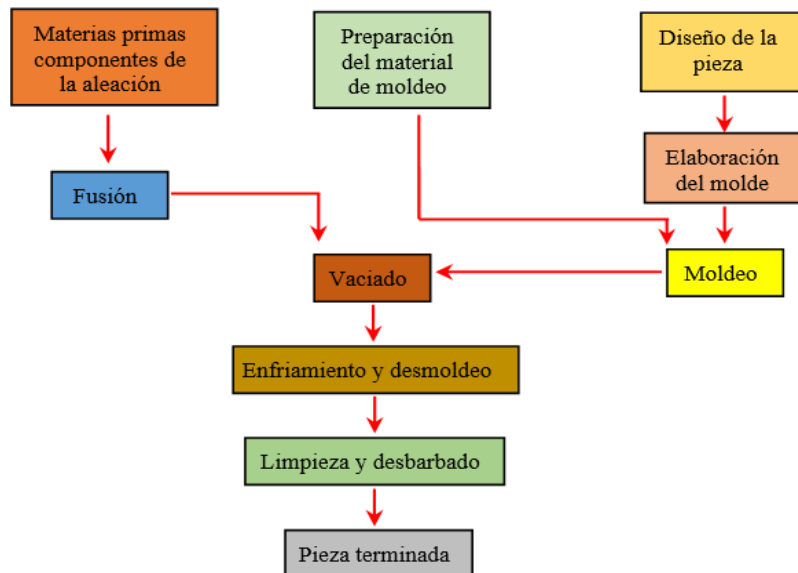 Materias primas
componentes de
la aleación
Preparación
del material
de moldeo
Diseño de la
pieza
Elaboración
del molde
Fusión
Vaciado
Moldeo
Enfriamiento y desmoldeo
Limpieza y desbarbado
Pieza terminada